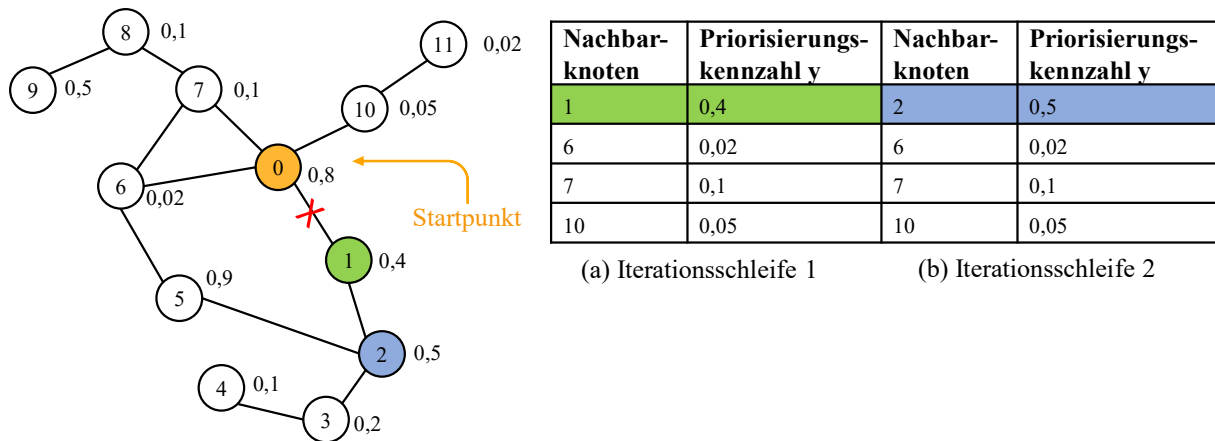 8 0,1
9 0,5
7 0,1
11 0,02
10 0,05
0 0,8
6 0,02
Startpunkt
1 0,4
5 0,9
2 0,5
4 0,1
3 0,2
Nachbar- Priorisierungs- Nachbar- Priorisierungs-
knoten kennzahl y knoten kennzahl y
1 0,4 2 0,5
6 0,02 6 0,02
7 0,1 7 0,1
10 0,05 10 0,05
(a) Iterationsschleife 1 (b) Iterationsschleife 2